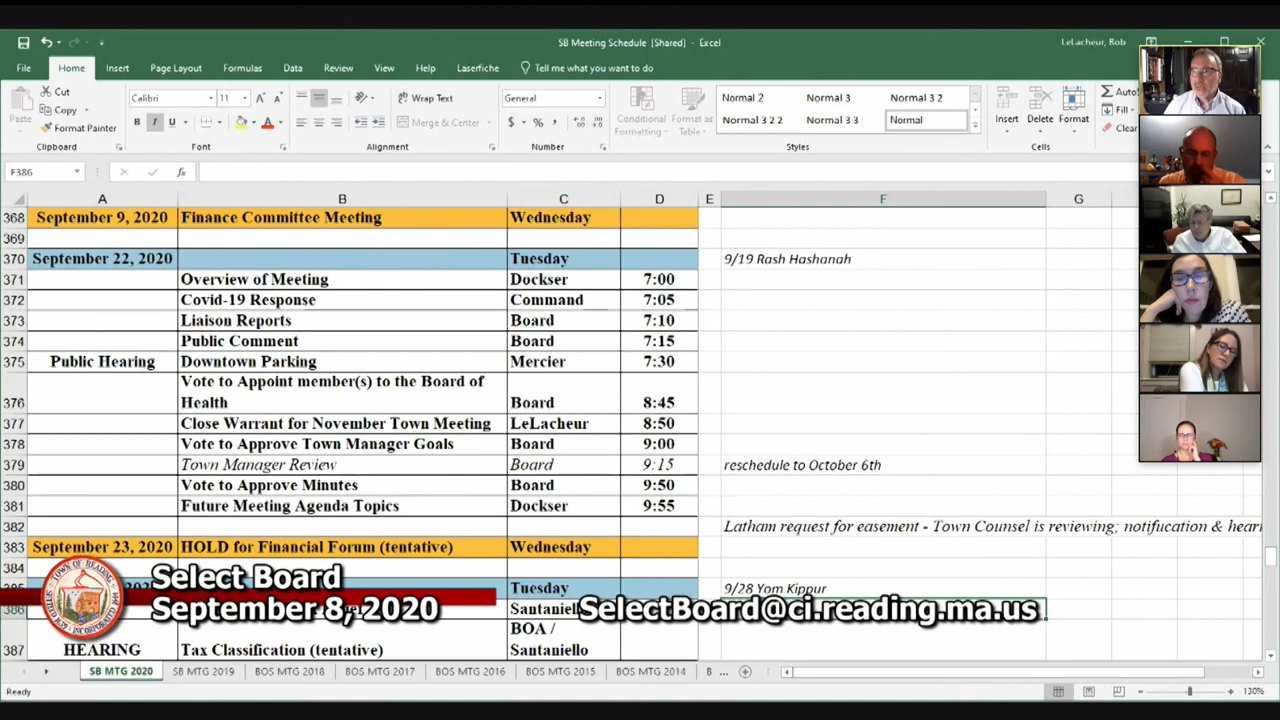 SB Meeting Schedule [Shared] - Excel
LeLacheur, Bob
File Home Insert Page Layout Formulas Data Review View Help Laserfiche Tell me what you want to do
Cut
Copy
Format Painter
Paste
Clipboard
Calibri 11
B I U
Font
Wrap Text
Merge & Center
Alignment
General
$ % ,
Number
Conditional Formatting
Format as Table
Normal 2 Normal 3 Normal 3 2
Normal 3 2 2 Normal 3 3 Normal
Styles
Insert Delete Format
Cells
AutoS
Fill
Clear
F386
fx
A B C D E F G
368 September 9, 2020 Finance Committee Meeting Wednesday
369
370 September 22, 2020 Tuesday 9/19 Rash Hashanah
371 Overview of Meeting Dockser 7:00
372 Covid-19 Response Command 7:05
373 Liaison Reports Board 7:10
374 Public Comment Board 7:15
375 Public Hearing Downtown Parking Mercier 7:30
Vote to Appoint member(s) to the Board of
376 Health Board 8:45
377 Close Warrant for November Town Meeting LeLacheur 8:50
378 Vote to Approve Town Manager Goals Board 9:00
379 Town Manager Review Board 9:15 reschedule to October 6th
380 Vote to Approve Minutes Board 9:50
381 Future Meeting Agenda Topics Dockser 9:55
382 Latham request for easement - Town Counsel is reviewing; notifucation & heari
383 September 23, 2020 HOLD for Financial Forum (tentative) Wednesday
384
Tuesday 9/28 Yom Kippur
386 Santaniello
BOA /
387 HEARING Tax Classification (tentative) Santaniello
Select Board
September 8, 2020
SelectBoard@ci.reading.ma.us
SB MTG 2020 SB MTG 2019 BOS MTG 2018 BOS MTG 2017 BOS MTG 2016 BOS MTG 2015 BOS MTG 2014 B ...
Ready
130%